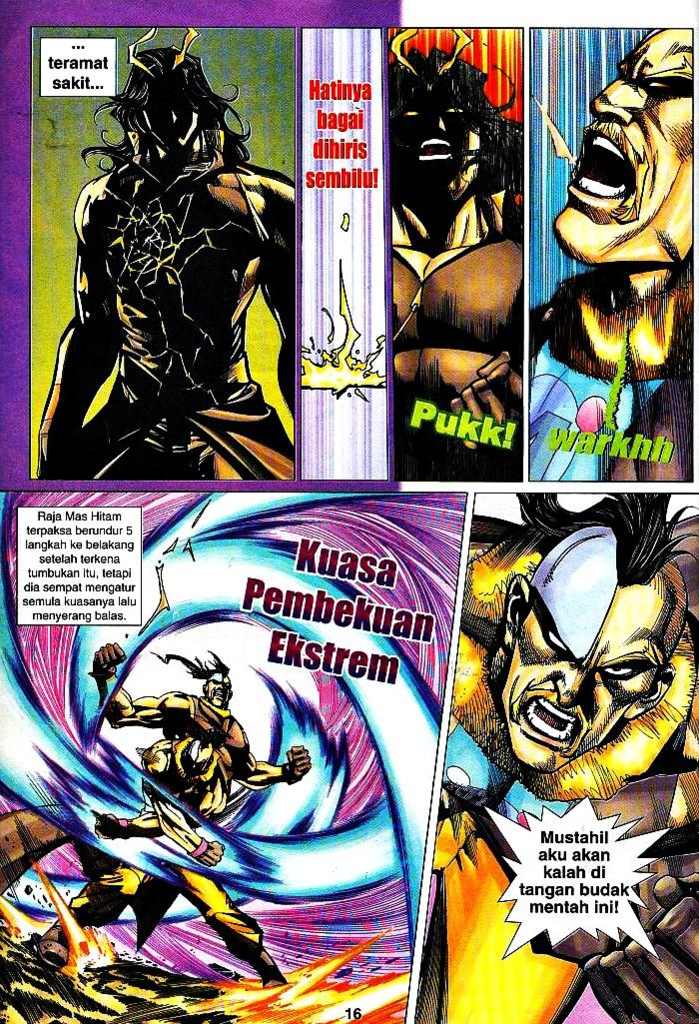 ...
teramat
sakit...
Hatinya
bagai
dihiris
sembilu!
Pukk!
warkhh
Raja Mas Hitam
terpaksa berundur 5
langkah ke belakang
setelah terkena
tumbukan itu, tetapi
dia sempat mengatur
semula kuasanya lalu
menyerang balas.
Kuasa
Pembekuan
Ekstrem
Mustahil
aku akan
kalah di
tangan budak
mentah ini!
16